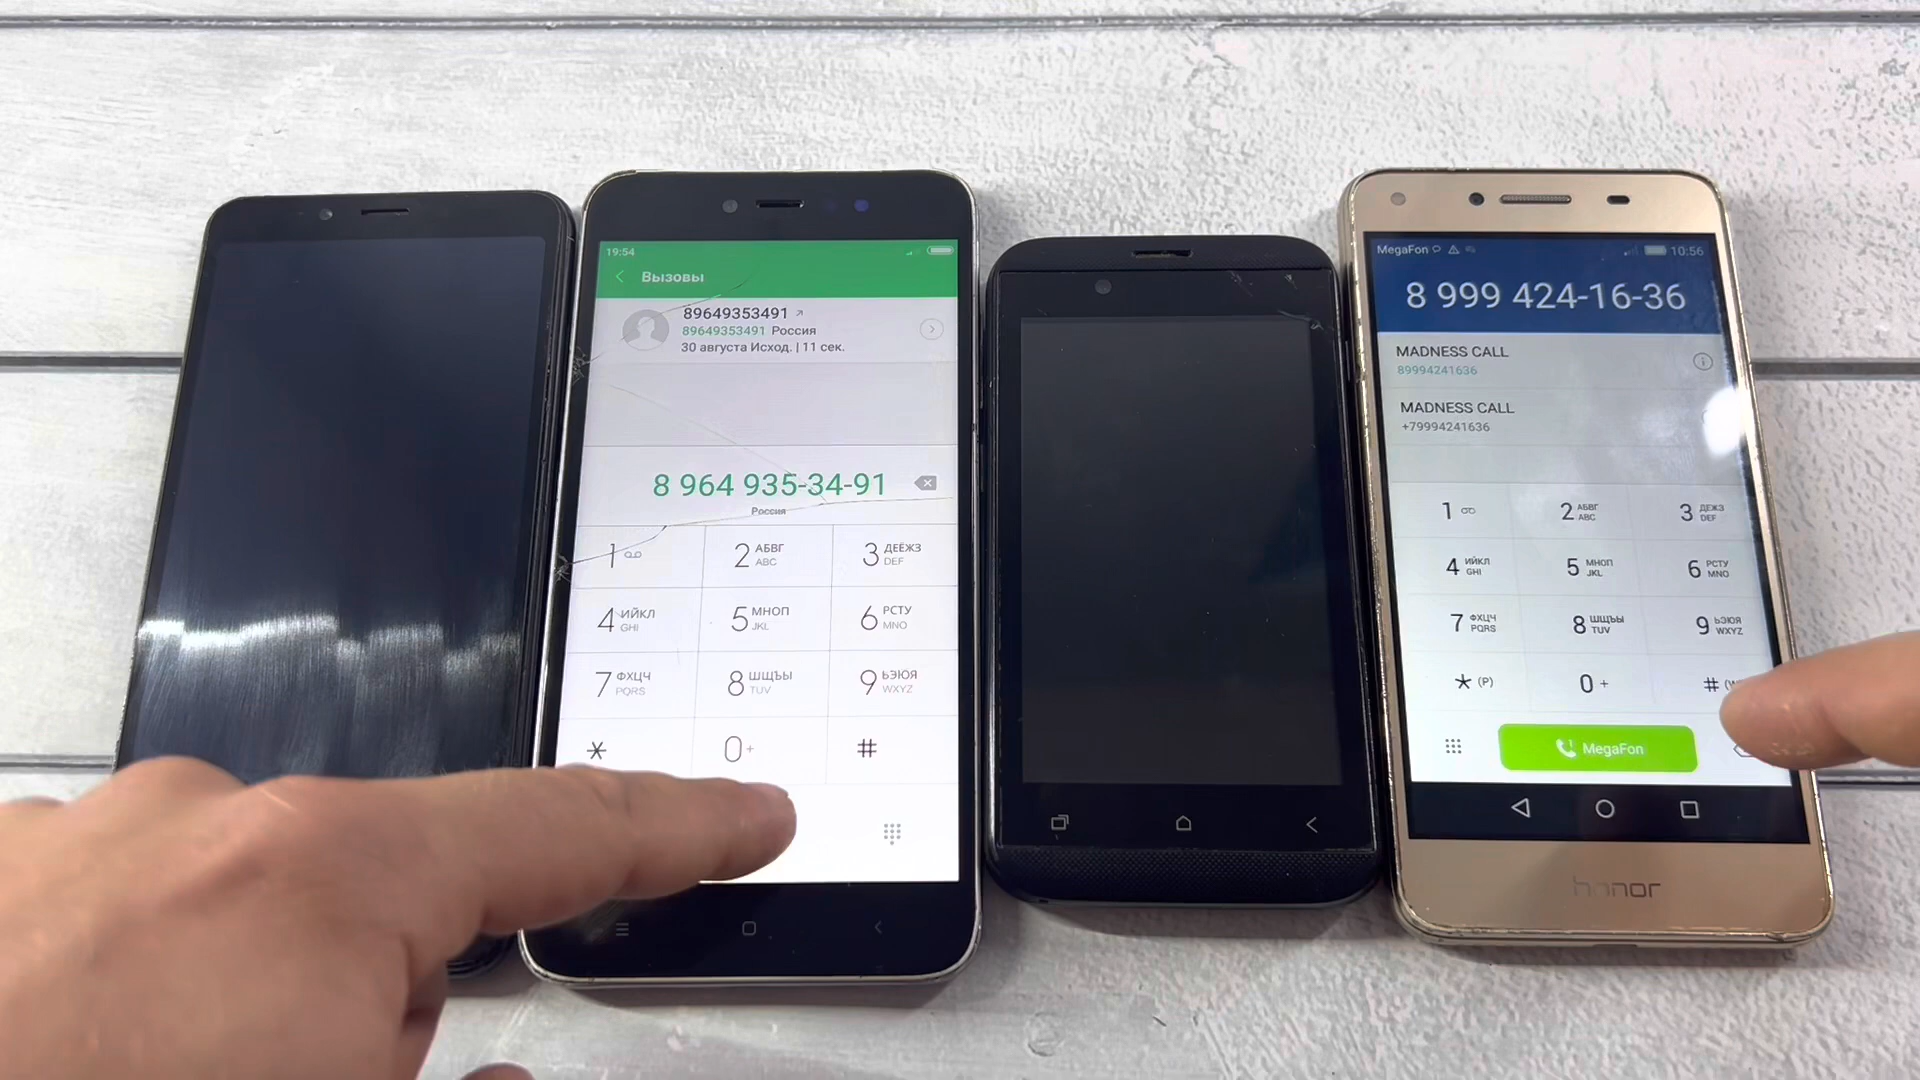 19:54
Вызовы
89649353491
89649353491 Россия
30 августа Исход. | 11 сек.
8 964 935-34-91
Россия
1
2 АБВГ ABC
3 ДЕЁЖЗ DEF
4 ИЙКЛ GHI
5 МНОП JKL
6 РСТУ MNO
7 ФХЦЧ PQRS
8 ШЩЪЫ TUV
9 ЬЭЮЯ WXYZ
* 0 + #
MegaFon 10:56
8 999 424-16-36
MADNESS CALL
89994241636
MADNESS CALL
+79994241636
1
2 АБВГ ABC
3 ДЕЖЗ DEF
4 ИЙКЛ GHI
5 МНОП JKL
6 РСТУ MNO
7 ФХЦЧ PQRS
8 ШЩЪЫ TUV
9 ЬЭЮЯ WXYZ
* (P) 0 + #
MegaFon
honor